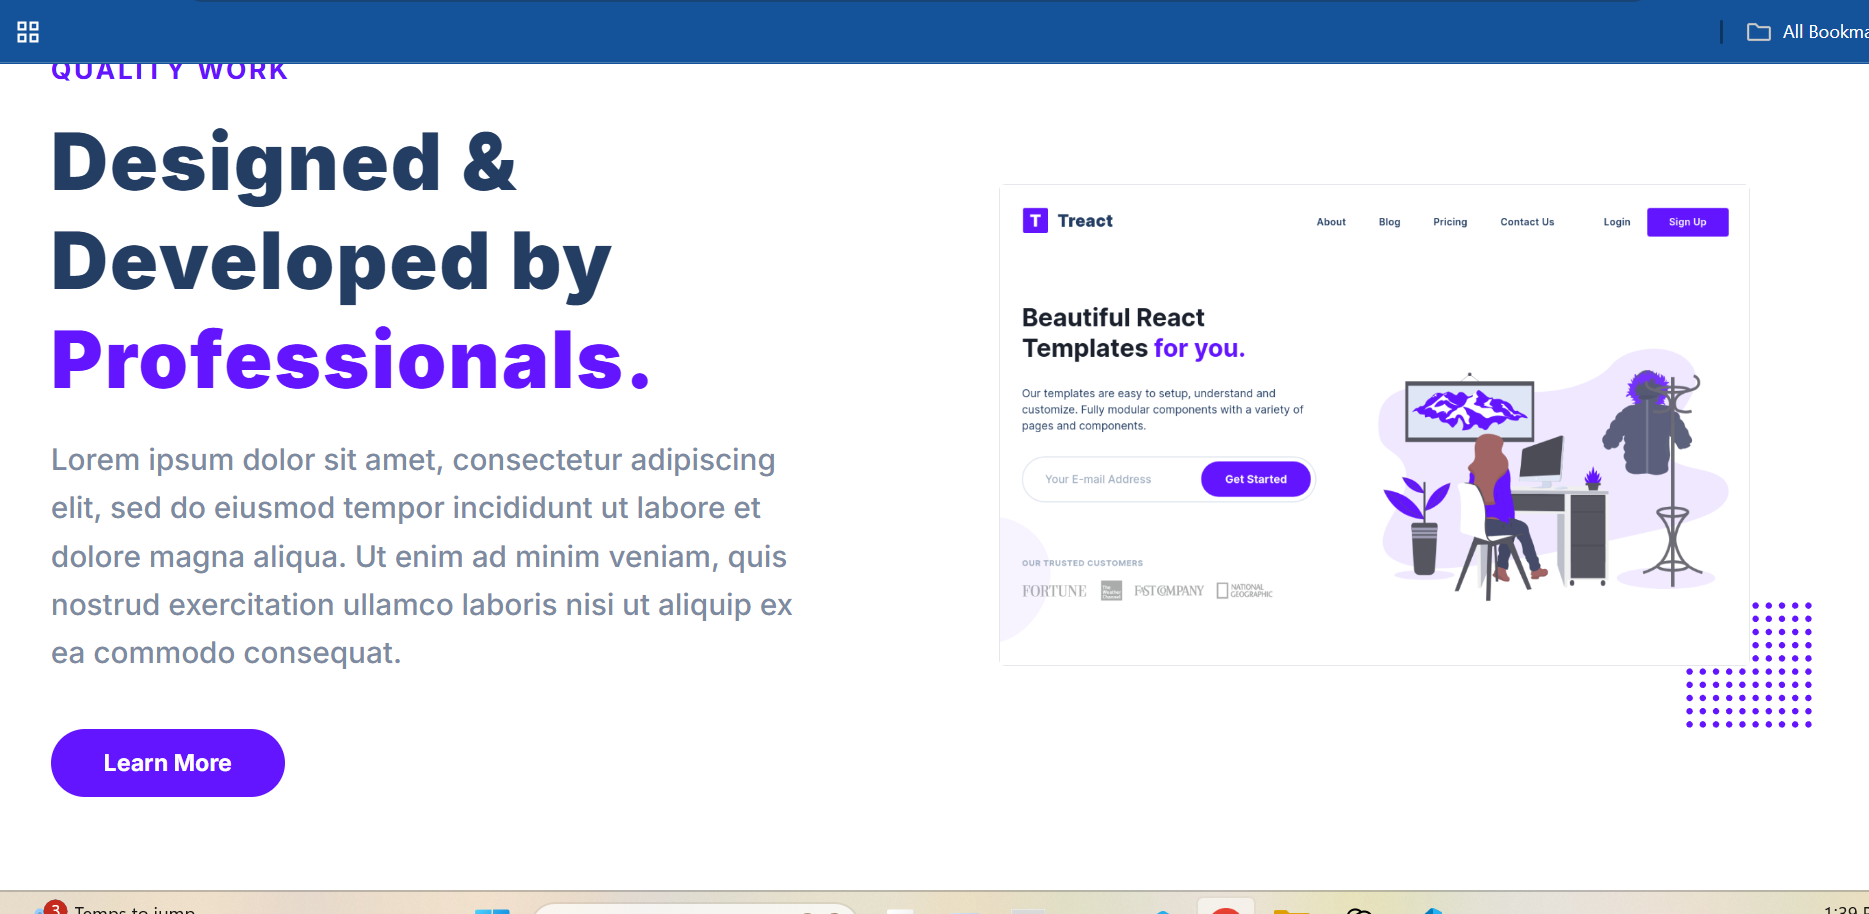 All Bookma
QUALITY WORK
Designed &
Developed by
Professionals.
Lorem ipsum dolor sit amet, consectetur adipiscing
elit, sed do eiusmod tempor incididunt ut labore et
dolore magna aliqua. Ut enim ad minim veniam, quis
nostrud exercitation ullamco laboris nisi ut aliquip ex
ea commodo consequat.
Learn More
T Treact
About Blog Pricing Contact Us Login Sign Up
Beautiful React
Templates for you.
Our templates are easy to setup, understand and
customize. Fully modular components with a variety of
pages and components.
Your E-mail Address Get Started
OUR TRUSTED CUSTOMERS
FORTUNE
The
Weather
Channel
FAST COMPANY
NATIONAL
GEOGRAPHIC
3 Temps to jump
1:39